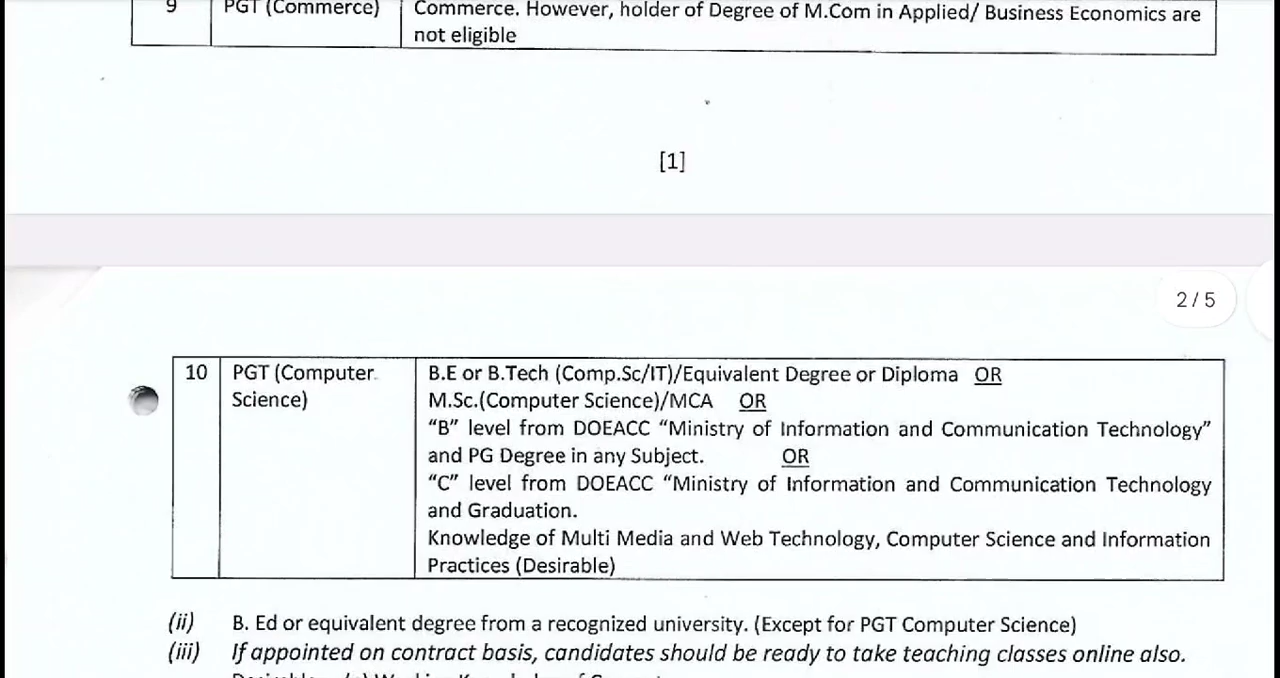 9 PGT (Commerce) Commerce. However, holder of Degree of M.Com in Applied/ Business Economics are
not eligible
[1]
2 / 5
10 PGT (Computer B.E or B.Tech (Comp.Sc/IT)/Equivalent Degree or Diploma OR
Science) M.Sc.(Computer Science)/MCA OR
“B” level from DOEACC “Ministry of Information and Communication Technology”
and PG Degree in any Subject. OR
“C” level from DOEACC “Ministry of Information and Communication Technology
and Graduation.
Knowledge of Multi Media and Web Technology, Computer Science and Information
Practices (Desirable)
(ii) B. Ed or equivalent degree from a recognized university. (Except for PGT Computer Science)
(iii) If appointed on contract basis, candidates should be ready to take teaching classes online also.